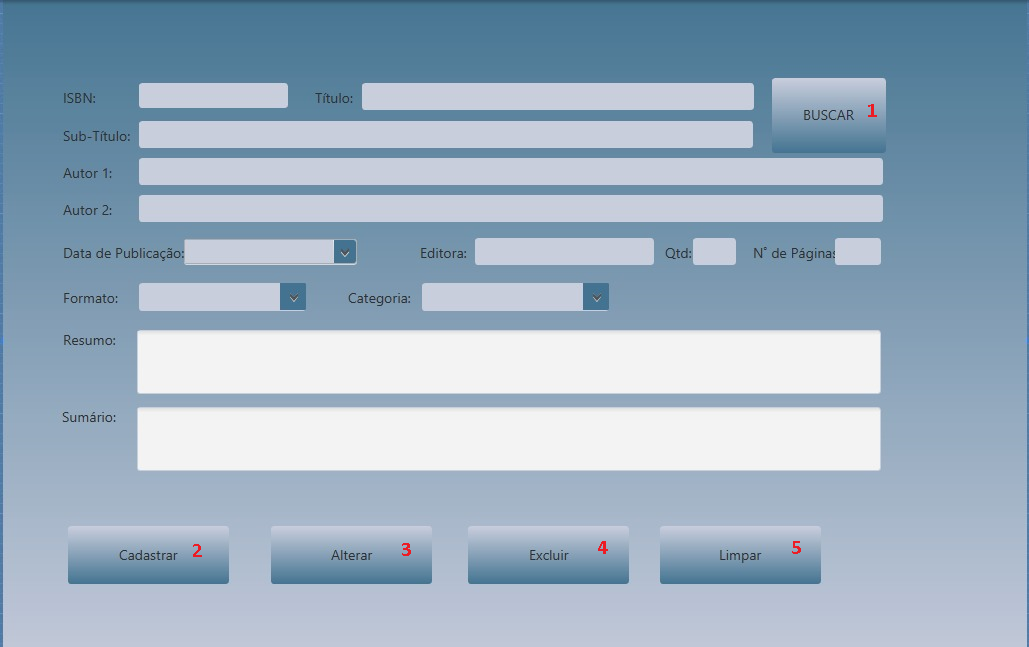 ISBN: Título: BUSCAR 1
Sub-Título:
Autor 1:
Autor 2:
Data de Publicação: Editora: Qtd: N° de Páginas
Formato: Categoria:
Resumo:
Sumário:
Cadastrar 2 Alterar 3 Excluir 4 Limpar 5